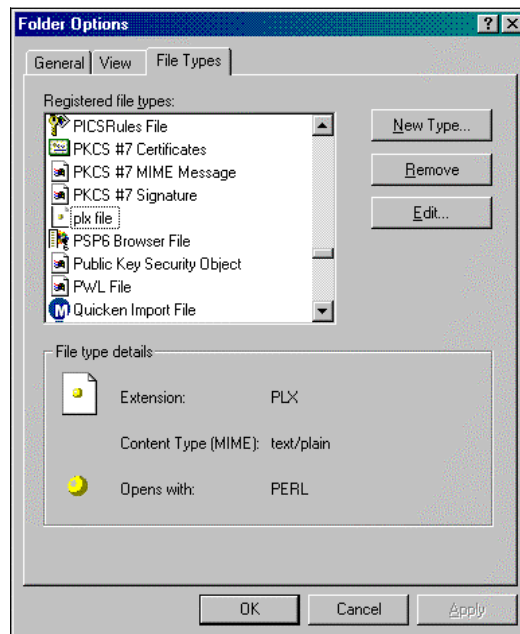 Folder Options
General View File Types
Registered file types:
PICSRules File
PKCS #7 Certificates
PKCS #7 MIME Message
PKCS #7 Signature
plx file
PSP6 Browser File
Public Key Security Object
PWL File
Quicken Import File
New Type...
Remove
Edit...
File type details
Extension: PLX
Content Type (MIME): text/plain
Opens with: PERL
OK Cancel Apply